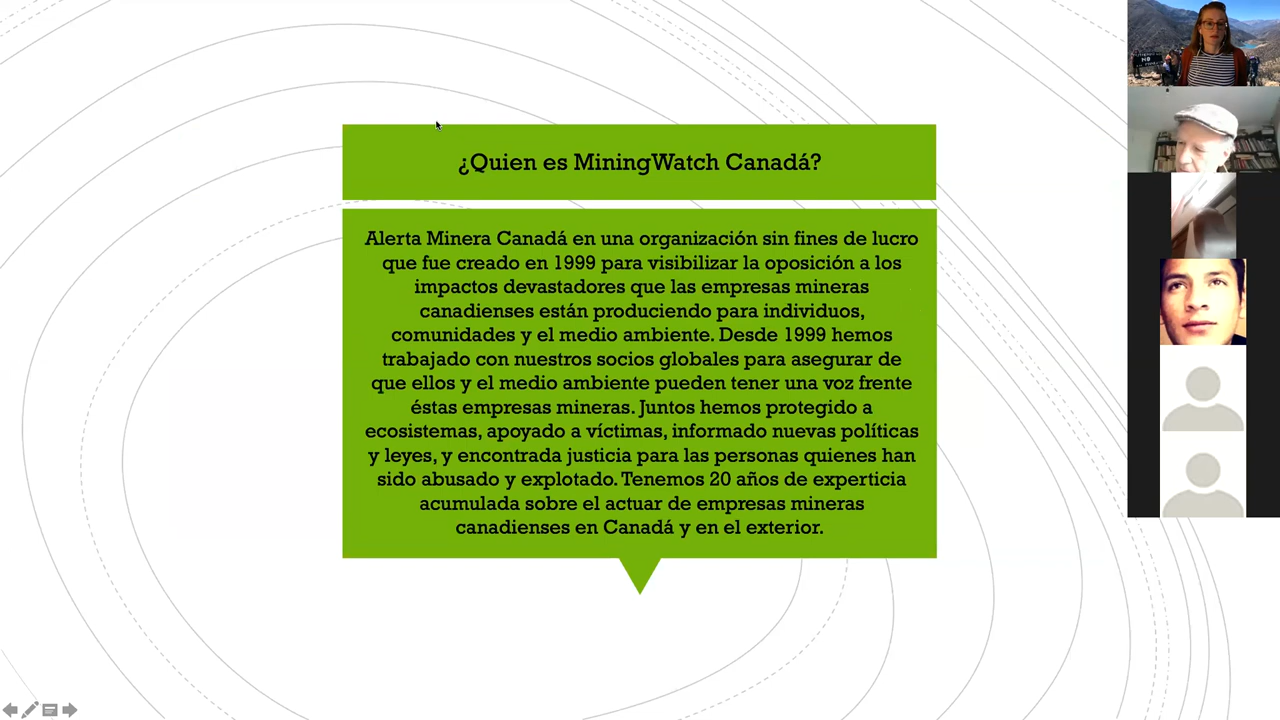 ¿Quien es MiningWatch Canadá?
Alerta Minera Canadá en una organización sin fines de lucro
que fue creado en 1999 para visibilizar la oposición a los
impactos devastadores que las empresas mineras
canadienses están produciendo para individuos,
comunidades y el medio ambiente. Desde 1999 hemos
trabajado con nuestros socios globales para asegurar de
que ellos y el medio ambiente pueden tener una voz frente
éstas empresas mineras. Juntos hemos protegido a
ecosistemas, apoyado a víctimas, informado nuevas políticas
y leyes, y encontrada justicia para las personas quienes han
sido abusado y explotado. Tenemos 20 años de experticia
acumulada sobre el actuar de empresas mineras
canadienses en Canadá y en el exterior.
NO